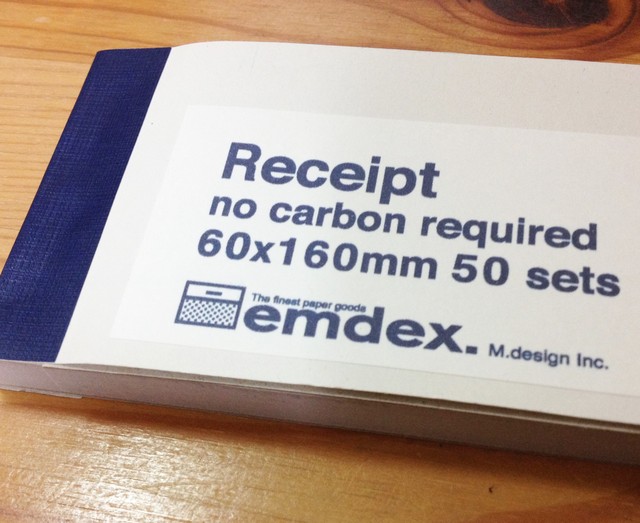 Receipt
no carbon required
60x160mm 50 sets
The finest paper goods
emdex.
M.design Inc.